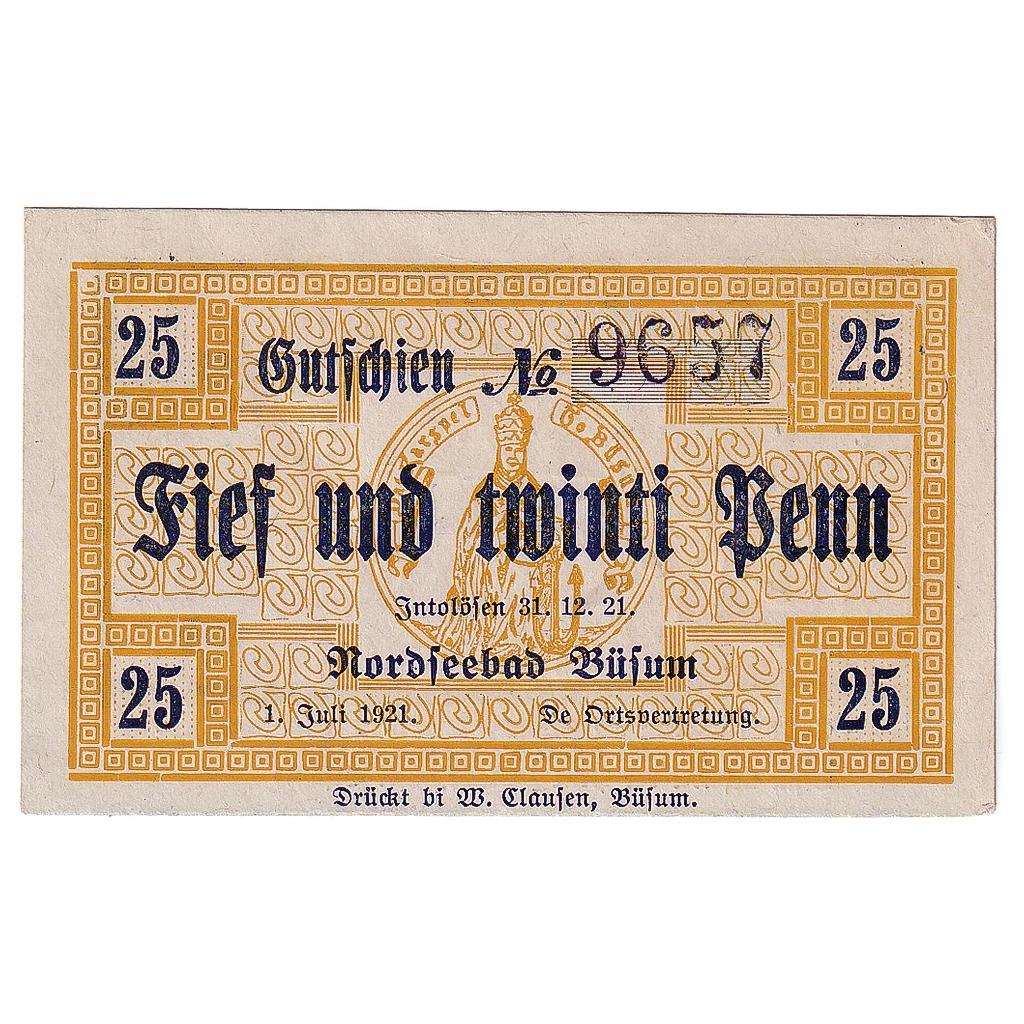 25
25
Gutschien No. 9657
Fief und twinti Penn
Intolösen 31. 12. 21.
Nordseebad Büsum
1. Juli 1921. De Ortsvertretung.
25
25
Drückt bi W. Clausen, Büsum.